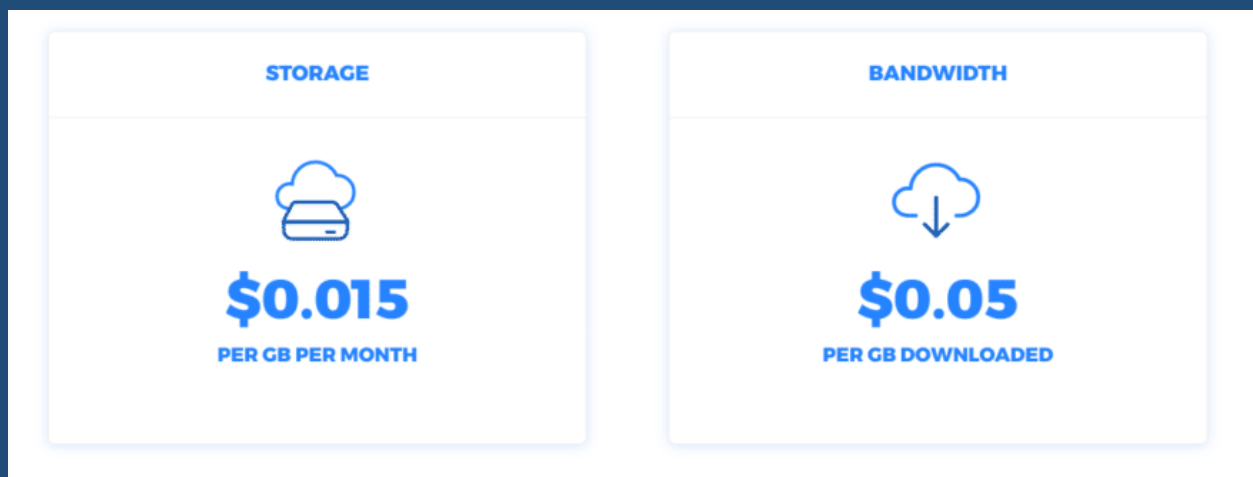 STORAGE
$0.015
PER GB PER MONTH
BANDWIDTH
$0.05
PER GB DOWNLOADED